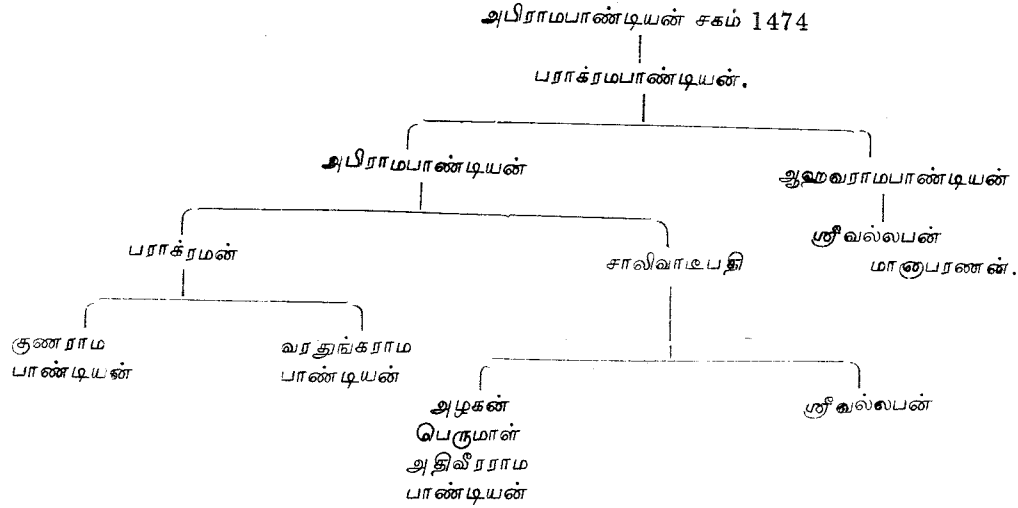 அபிராமபாண்டியன் சகம் 1474
பராக்ரமபாண்டியன்.
அபிராமபாண்டியன்
ஆஹவராமபாண்டியன்
பராக்ரமன்
சாலிவாடீபதி
ஸ்ரீவல்லபன்
மானாபரணன்.
குணராம
பாண்டியன்
வரதுங்கராம
பாண்டியன்
அழகன்
பெருமாள்
அதிவீரராம
பாண்டியன்
ஸ்ரீவல்லபன்